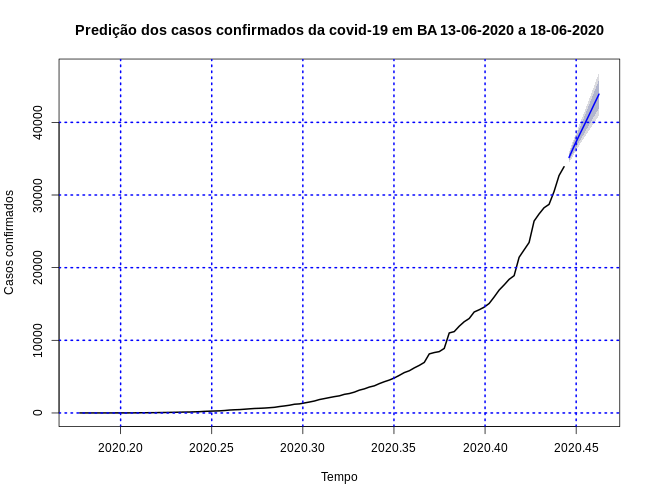 Predição dos casos confirmados da covid-19 em BA 13-06-2020 a 18-06-2020
Casos confirmados
40000
30000
20000
10000
0
2020.20 2020.25 2020.30 2020.35 2020.40 2020.45
Tempo